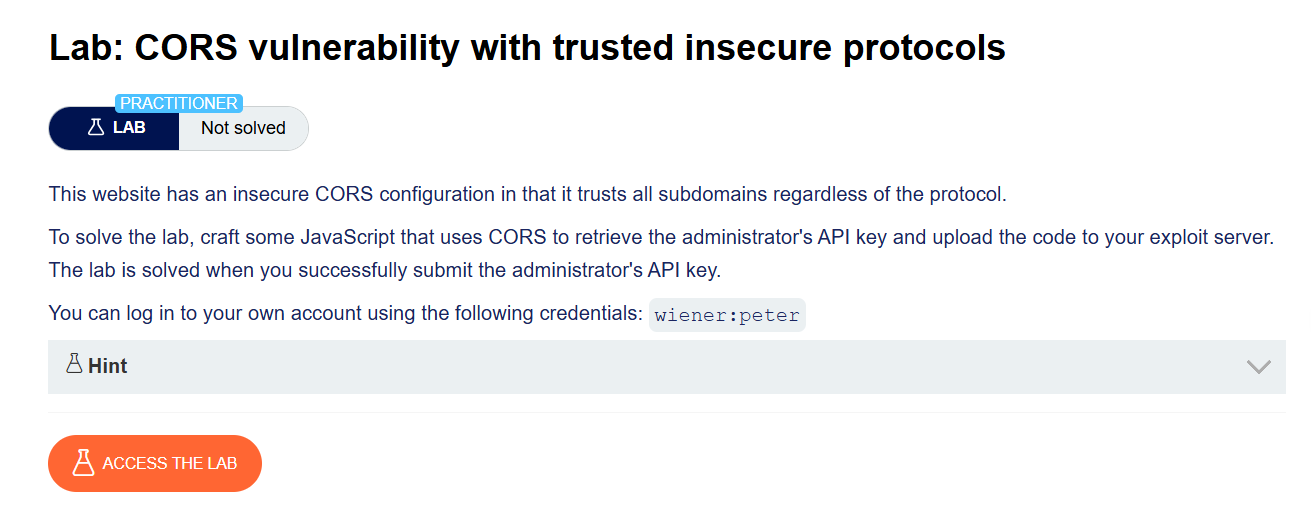 Lab: CORS vulnerability with trusted insecure protocols
PRACTITIONER
LAB Not solved
This website has an insecure CORS configuration in that it trusts all subdomains regardless of the protocol.
To solve the lab, craft some JavaScript that uses CORS to retrieve the administrator's API key and upload the code to your exploit server.
The lab is solved when you successfully submit the administrator's API key.
You can log in to your own account using the following credentials: wiener:peter
Hint
ACCESS THE LAB